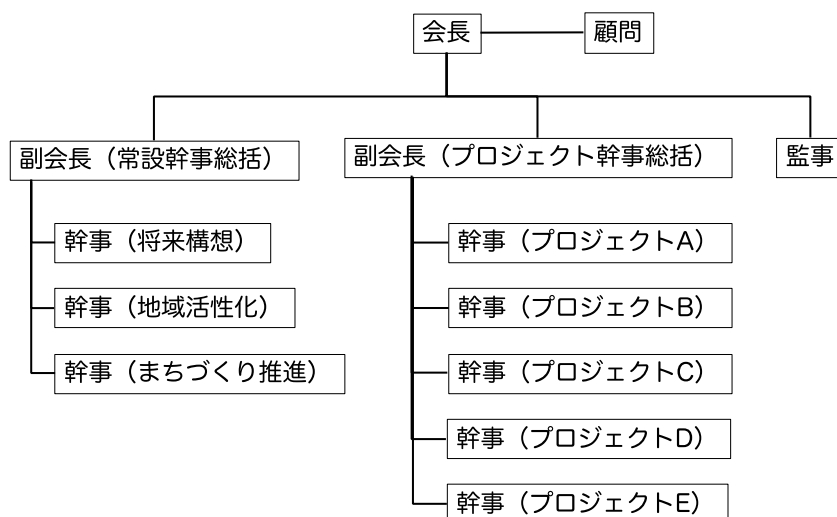 会長
顧問
副会長（常設幹事総括）
副会長（プロジェクト幹事総括）
監事
幹事（将来構想）
幹事（地域活性化）
幹事（まちづくり推進）
幹事（プロジェクトA）
幹事（プロジェクトB）
幹事（プロジェクトC）
幹事（プロジェクトD）
幹事（プロジェクトE）